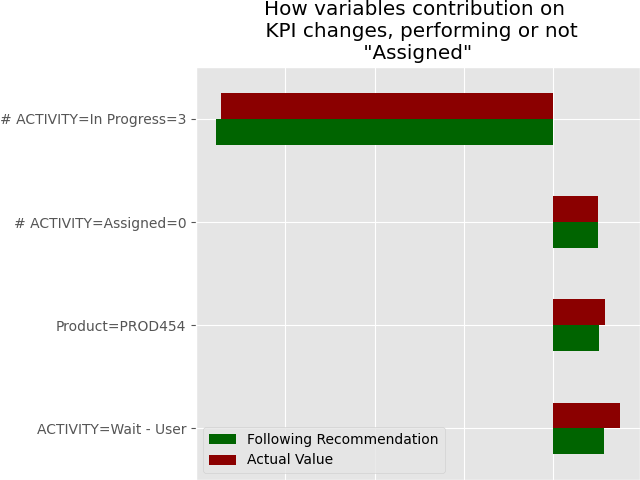 How variables contribution on
KPI changes, performing or not
"Assigned"
# ACTIVITY=In Progress=3
# ACTIVITY=Assigned=0
Product=PROD454
ACTIVITY=Wait - User
Following Recommendation
Actual Value